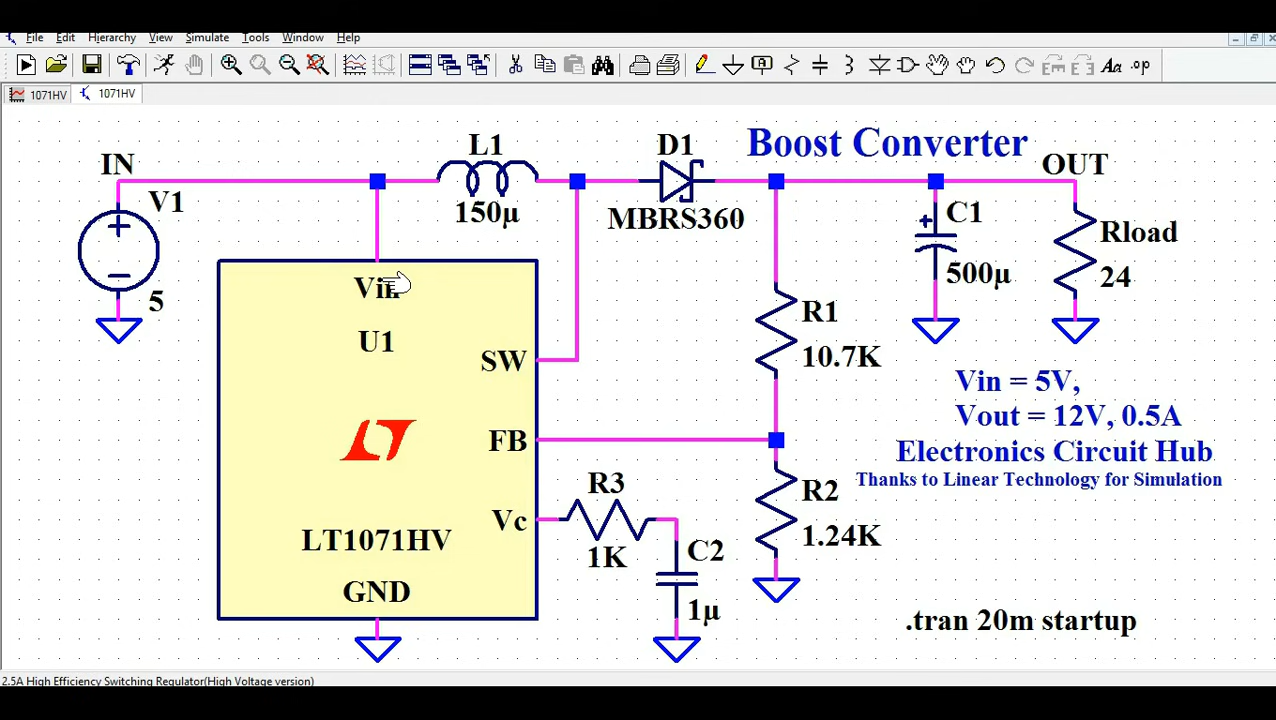 File Edit Hierarchy View Simulate Tools Window Help
Aa .op
1071HV 1071HV
Boost Converter
IN
V1
5
L1
150µ
D1
MBRS360
OUT
C1
500µ
Rload
24
Vin
U1
SW
FB
Vc
LT1071HV
GND
R1
10.7K
R2
1.24K
R3
1K
C2
1µ
Vin = 5V,
Vout = 12V, 0.5A
Electronics Circuit Hub
Thanks to Linear Technology for Simulation
.tran 20m startup
2.5A High Efficiency Switching Regulator(High Voltage version)